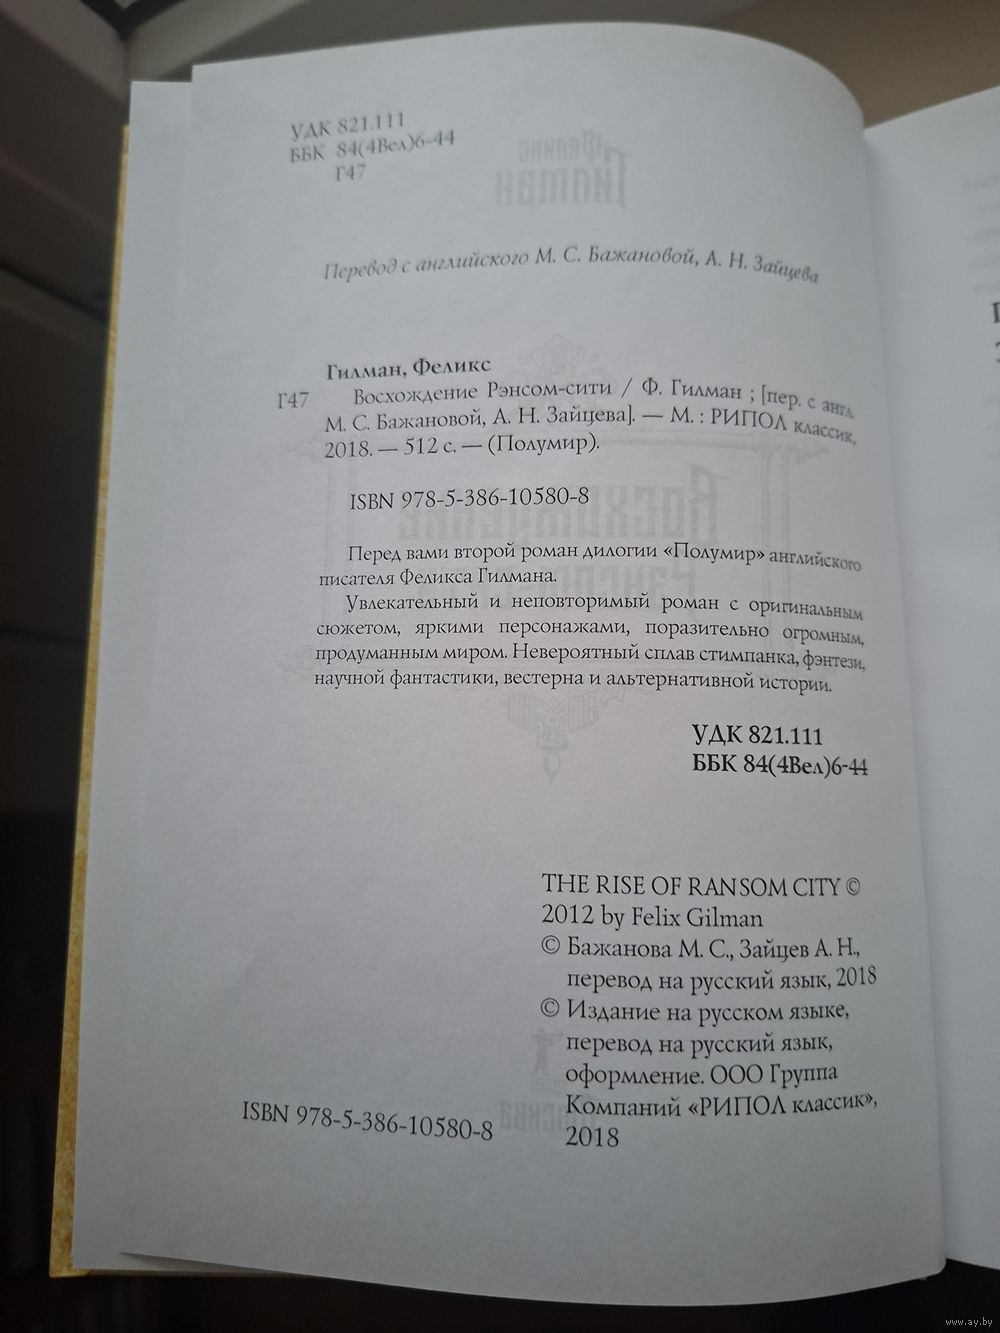 УДК 821.111
ББК 84(4Вел)6-44
Г47
Перевод с английского М. С. Бажановой, А. Н. Зайцева
Гилман, Феликс
Г47 Восхождение Рэнсом-сити / Ф. Гилман ; [пер. с англ.
М. С. Бажановой, А. Н. Зайцева]. — М. : РИПОЛ классик,
2018. — 512 с. — (Полумир).
ISBN 978-5-386-10580-8
Перед вами второй роман дилогии «Полумир» английского
писателя Феликса Гилмана.
Увлекательный и неповторимый роман с оригинальным
сюжетом, яркими персонажами, поразительно огромным,
продуманным миром. Невероятный сплав стимпанка, фэнтези,
научной фантастики, вестерна и альтернативной истории.
УДК 821.111
ББК 84(4Вел)6-44
THE RISE OF RANSOM CITY ©
2012 by Felix Gilman
© Бажанова М. С., Зайцев А. Н.,
перевод на русский язык, 2018
© Издание на русском языке,
перевод на русский язык,
оформление. ООО Группа
Компаний «РИПОЛ классик»,
2018
ISBN 978-5-386-10580-8
www.ay.by